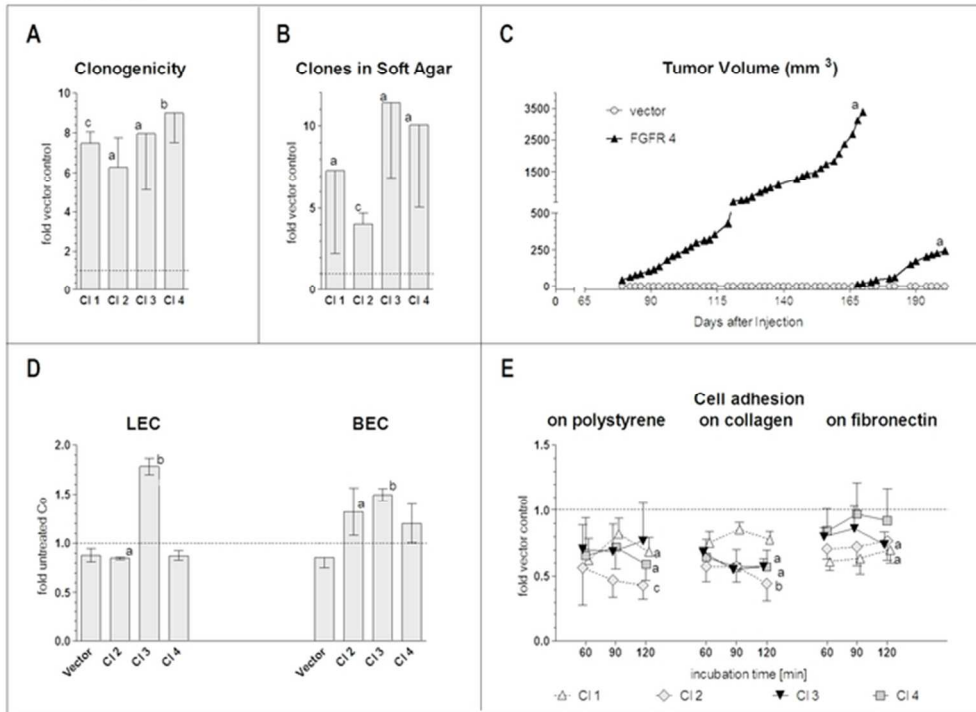 A
Clonogenicity
fold vector control
10
8
6
4
2
0
c
a
a
b
Cl 1
Cl 2
Cl 3
Cl 4
B
Clones in Soft Agar
fold vector control
10
5
0
a
c
a
a
Cl 1
Cl 2
Cl 3
Cl 4
C
Tumor Volume (mm 3)
vector
FGFR 4
3500
2500
1500
500
250
0
a
a
0 65 90 115 140 165 190
Days after Injection
D
LEC
BEC
fold untreated Co
2.0
1.5
1.0
0.5
0.0
a
b
a
b
Vector
Cl 2
Cl 3
Cl 4
Vector
Cl 2
Cl 3
Cl 4
E
Cell adhesion
on polystyrene
on collagen
on fibronectin
fold vector control
1.5
1.0
0.5
0.0
a
a
c
a
a
b
a
a
60 90 120 60 90 120 60 90 120
incubation time [min]
Cl 1
Cl 2
Cl 3
Cl 4